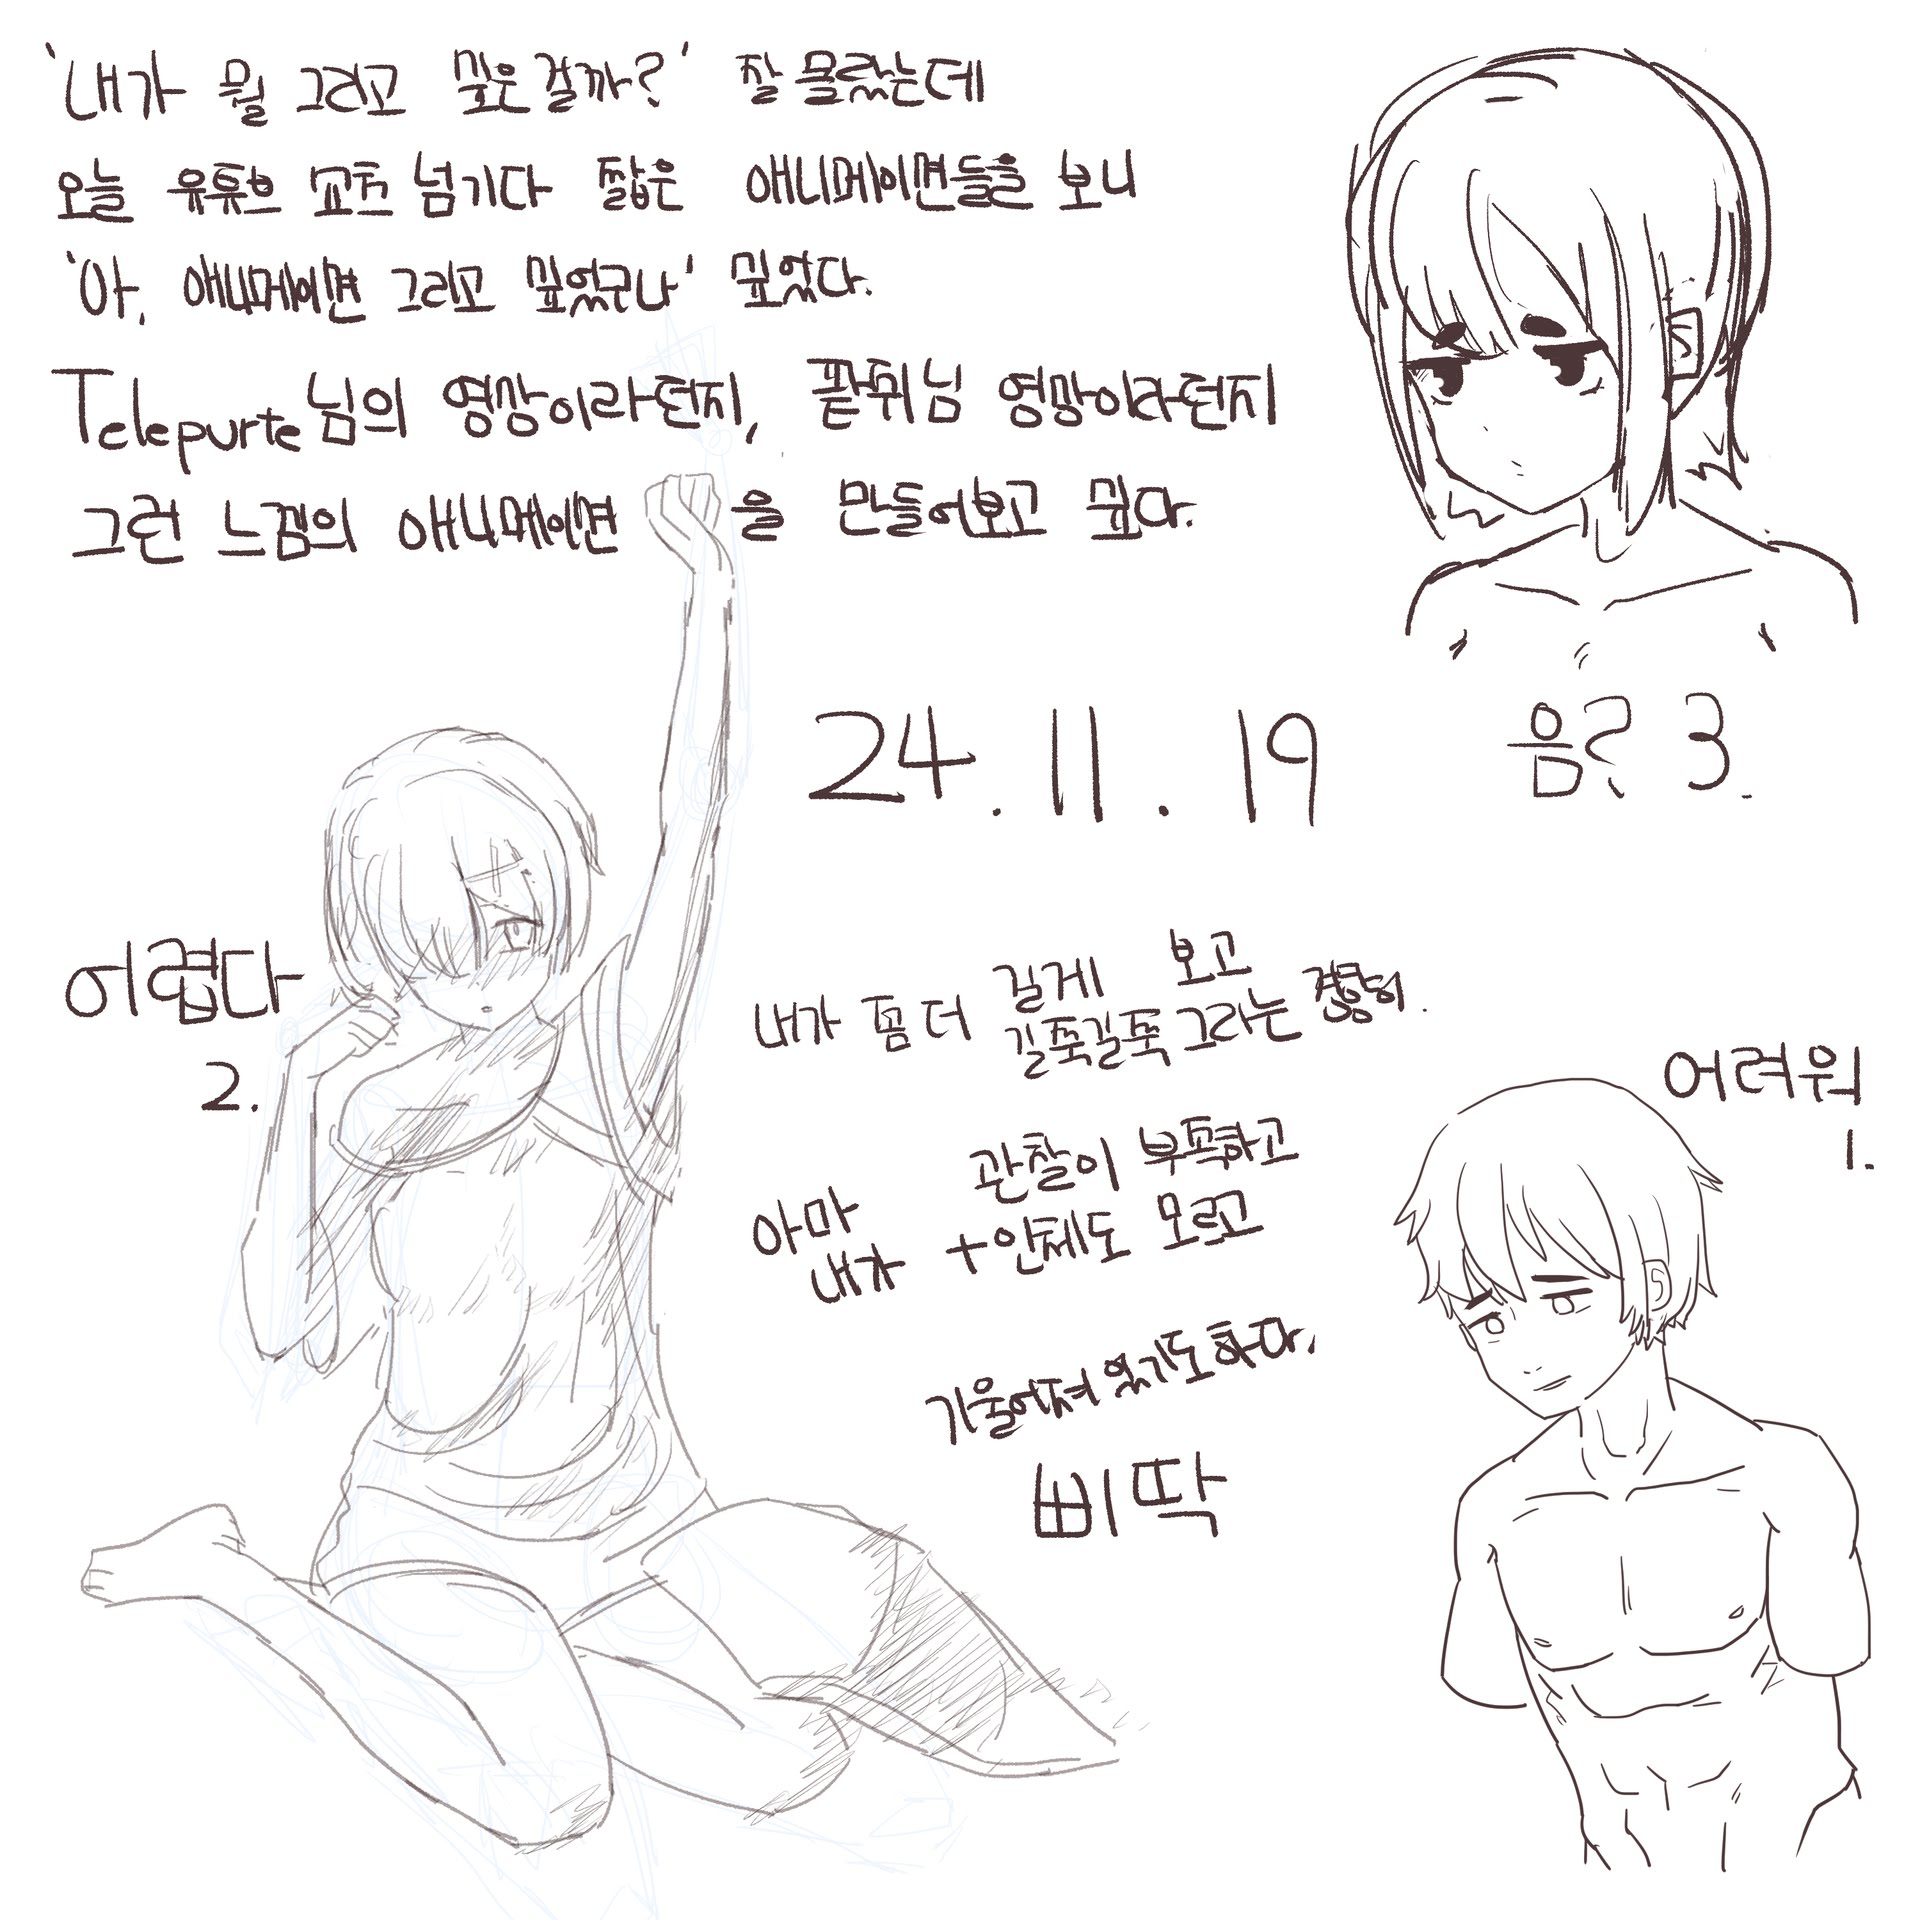 '내가 뭘 그리고 싶은걸까?' 잘 몰랐는데
오늘 유튜브 쇼츠 넘기다 짧은 애니메이션들을 보니
'아, 애니메이션 그리고 싶었구나' 싶었다.
Telepurte님의 영상이라던지, 팥쥐님 영상이라던지
그런 느낌의 애니메이션을 만들어보고 싶다.
24.11.19
음? 3.
어렵다
2.
내가 좀 더 길게 보고
길쭉길쭉 그리는 경향이.
어려워
1.
아마 내가
관찰이 부족하고
+인체도 모르고
기울어져 있기도하다.
삐딱